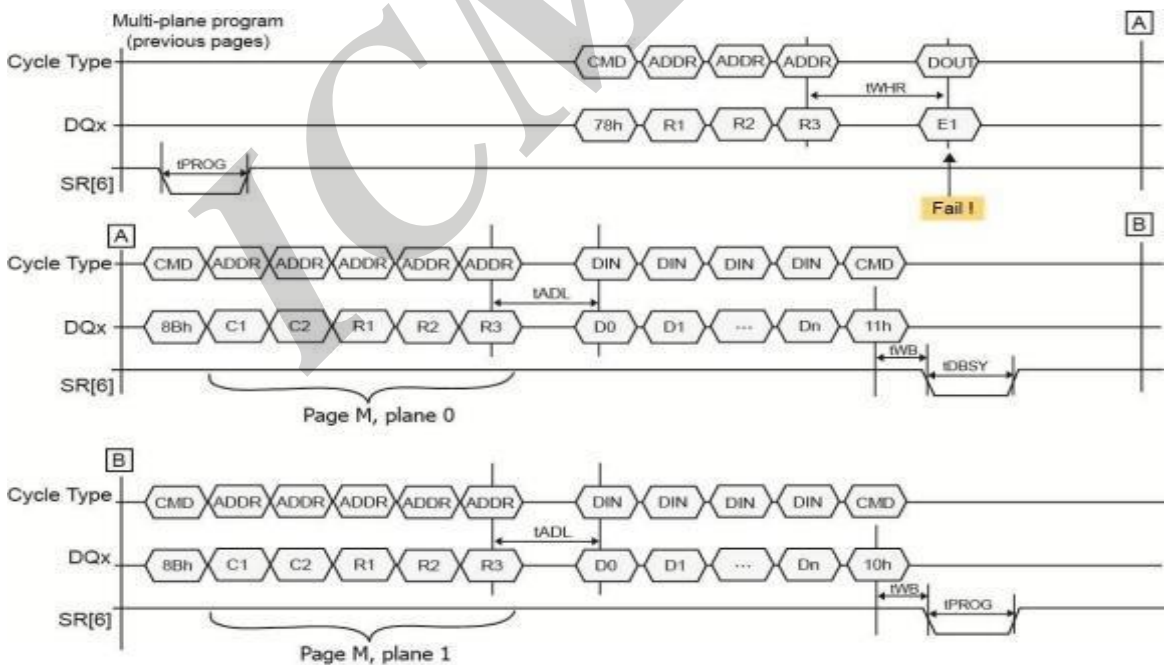 Multi-plane program
(previous pages)
A
Cycle Type CMD ADDR ADDR ADDR DOUT
tWHR
DQx 78h R1 R2 R3 E1
tPROG
SR[6]
Fail !
A B
Cycle Type CMD ADDR ADDR ADDR ADDR ADDR DIN DIN DIN DIN CMD
tADL
DQx 8Bh C1 C2 R1 R2 R3 D0 D1 --- Dn 11h
tWB tDBSY
SR[6]
Page M, plane 0
B
Cycle Type CMD ADDR ADDR ADDR ADDR ADDR DIN DIN DIN DIN CMD
tADL
DQx 8Bh C1 C2 R1 R2 R3 D0 D1 ... Dn 10h
tWB tPROG
SR[6]
Page M, plane 1
ICM